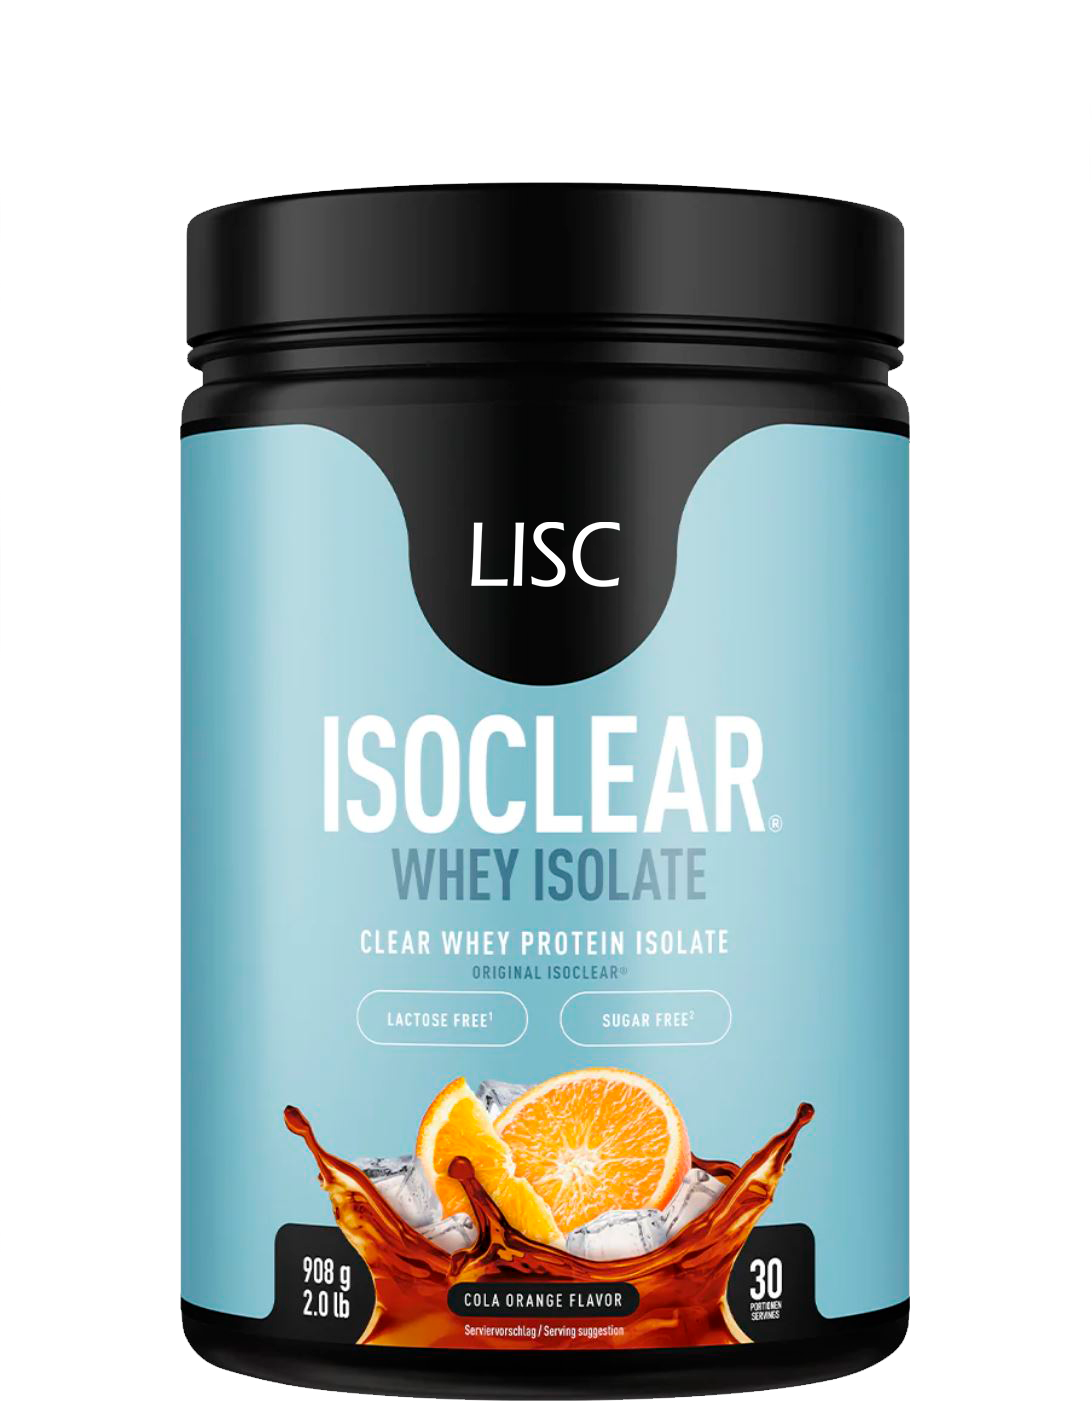 LISC
ISOCLEAR®
WHEY ISOLATE
CLEAR WHEY PROTEIN ISOLATE
ORIGINAL ISOCLEAR®
LACTOSE FREE¹
SUGAR FREE²
908 g
2.0 lb
COLA ORANGE FLAVOR
Serviervorschlag / Serving suggestion
30
PORTIONEN
SERVINGS